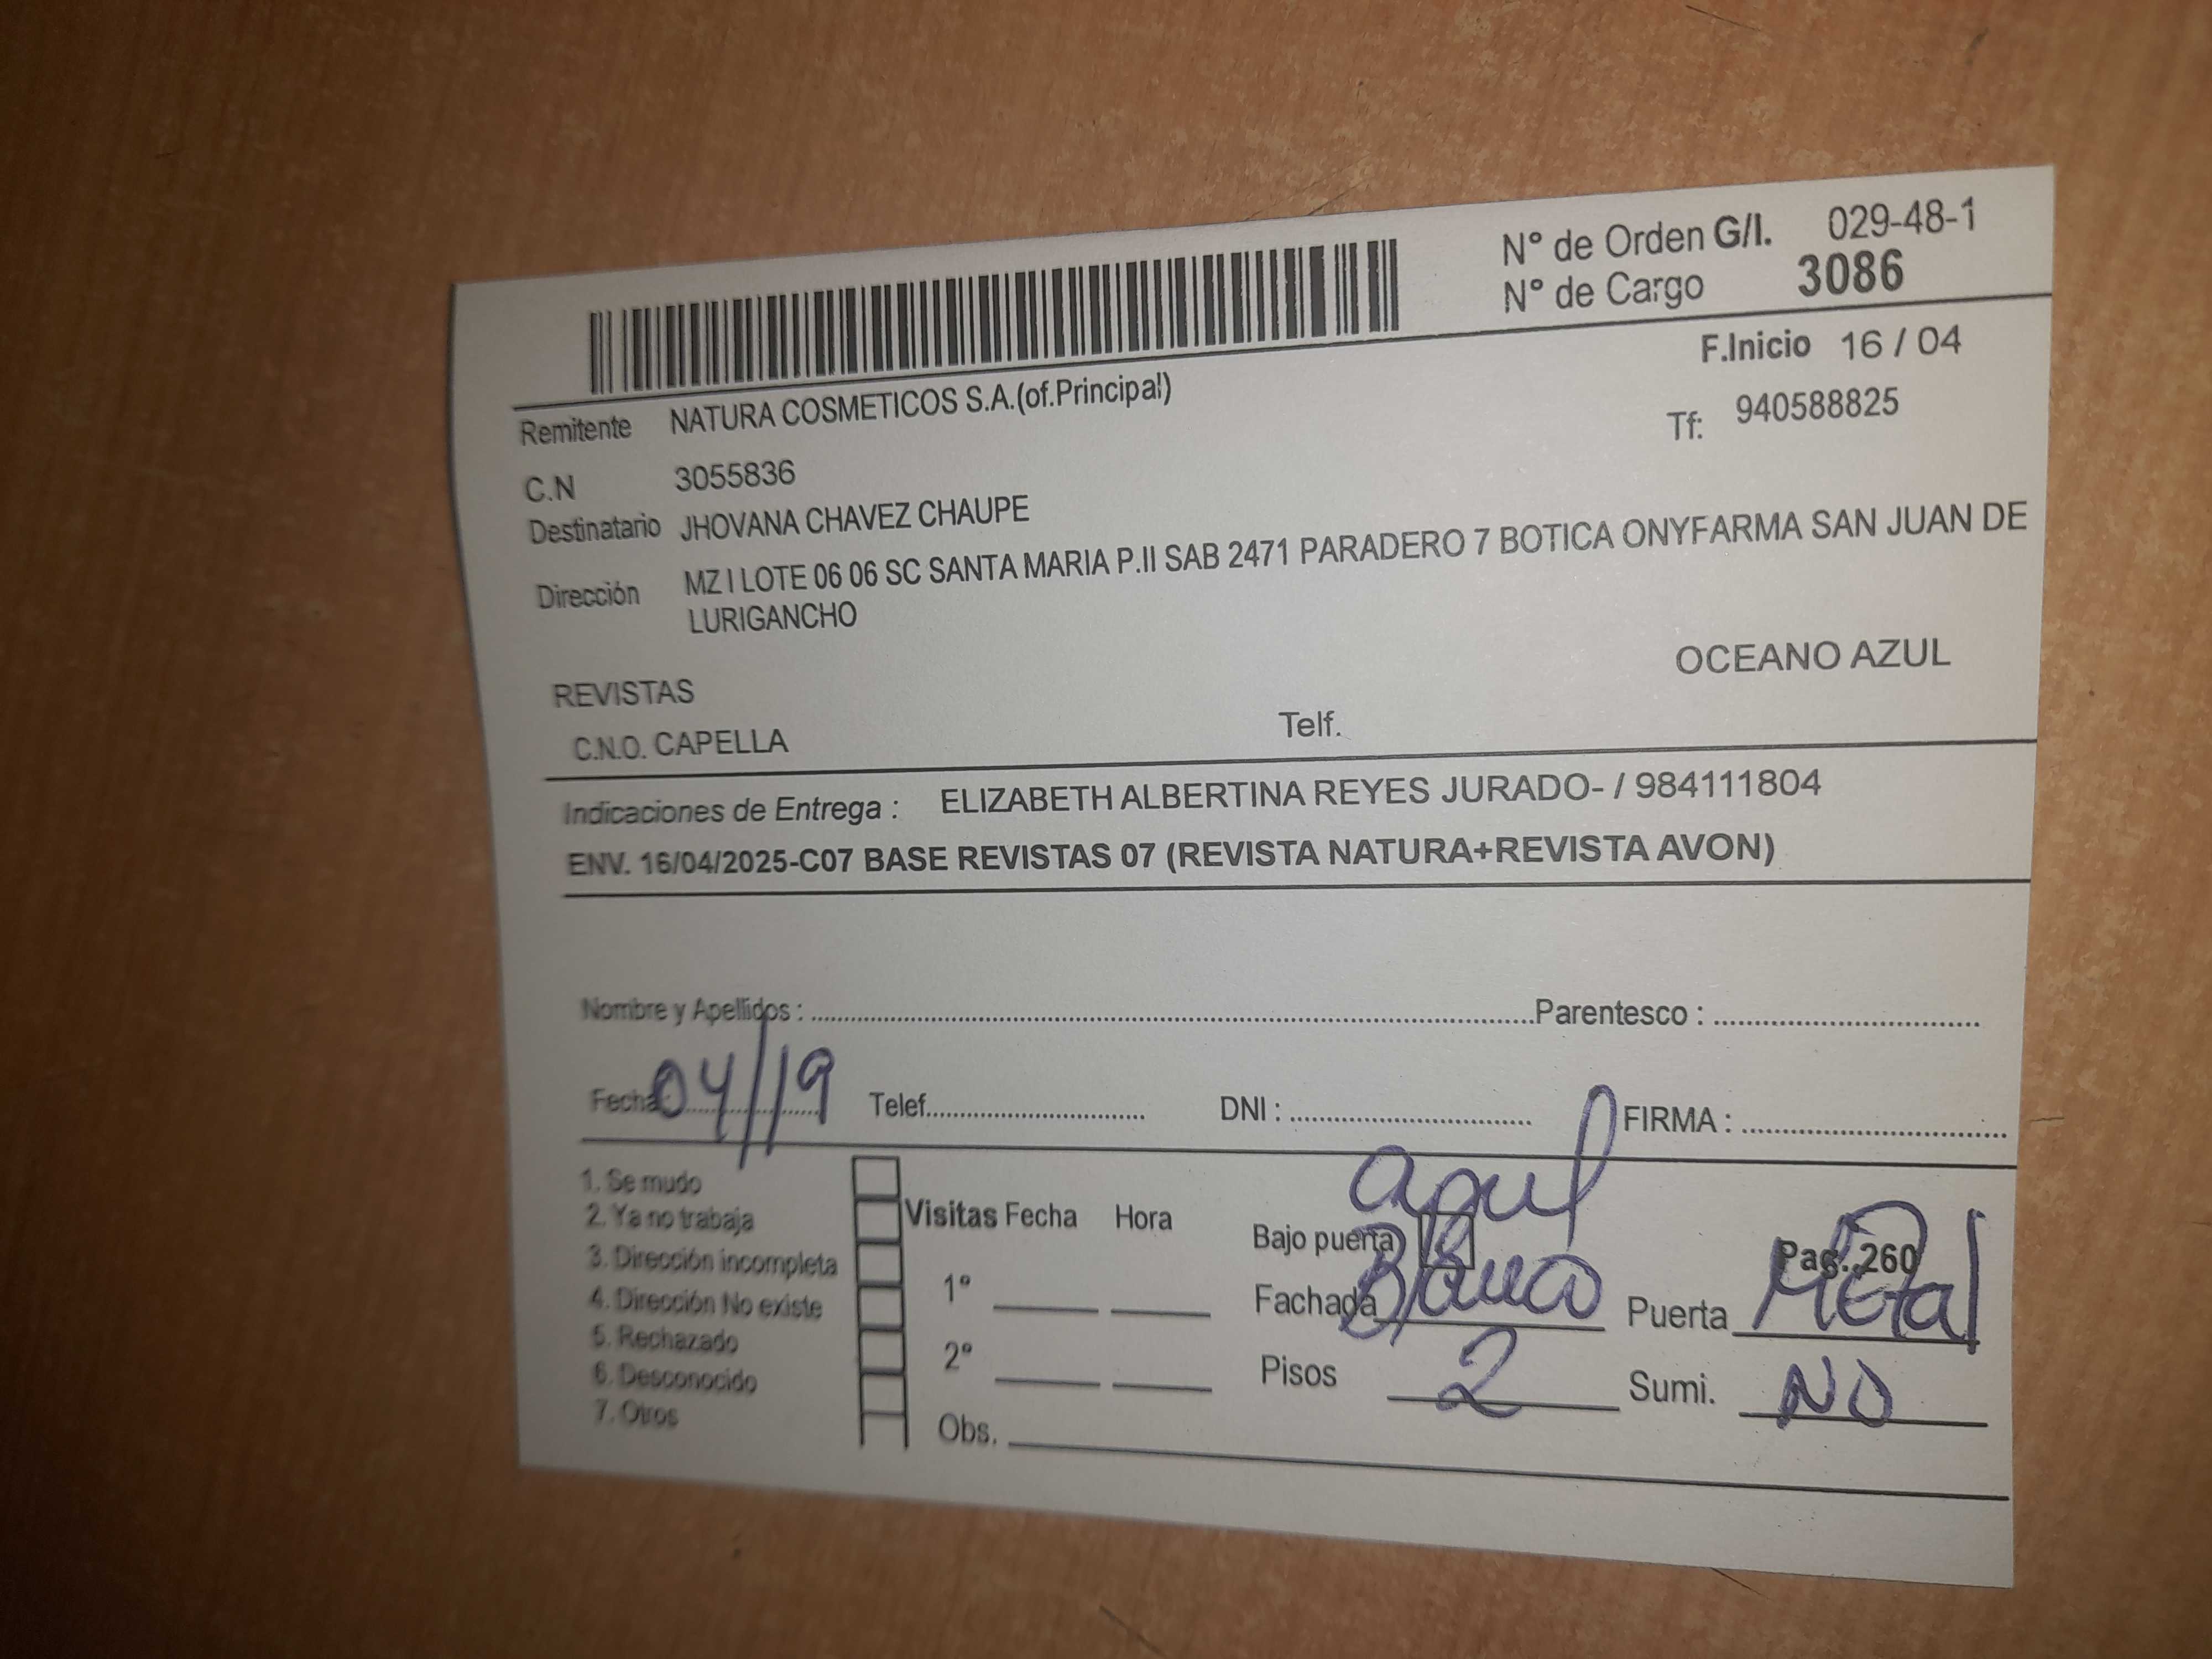 N° de Orden G/I. 029-48-1
N° de Cargo 3086
F.Inicio 16 / 04
Remitente NATURA COSMETICOS S.A.(of.Principal)
Tf: 940588825
C.N 3055836
Destinatario JHOVANA CHAVEZ CHAUPE
Dirección MZ I LOTE 06 06 SC SANTA MARIA P.II SAB 2471 PARADERO 7 BOTICA ONYFARMA SAN JUAN DE
LURIGANCHO
OCEANO AZUL
REVISTAS
C.N.O. CAPELLA Telf.
Indicaciones de Entrega : ELIZABETH ALBERTINA REYES JURADO- / 984111804
ENV. 16/04/2025-C07 BASE REVISTAS 07 (REVISTA NATURA+REVISTA AVON)
Nombre y Apellidos : Parentesco :
Fecha: 04/19 Telef. DNI : FIRMA :
1. Se mudo
2. Ya no trabaja
3. Dirección incompleta
4. Dirección No existe
5. Rechazado
6. Desconocido
7. Otros
Visitas Fecha Hora
1°
2°
Obs.
azul
Bajo puerta Pag.:260
Fachada Blanco Puerta Metal
Pisos 2 Sumi. NO